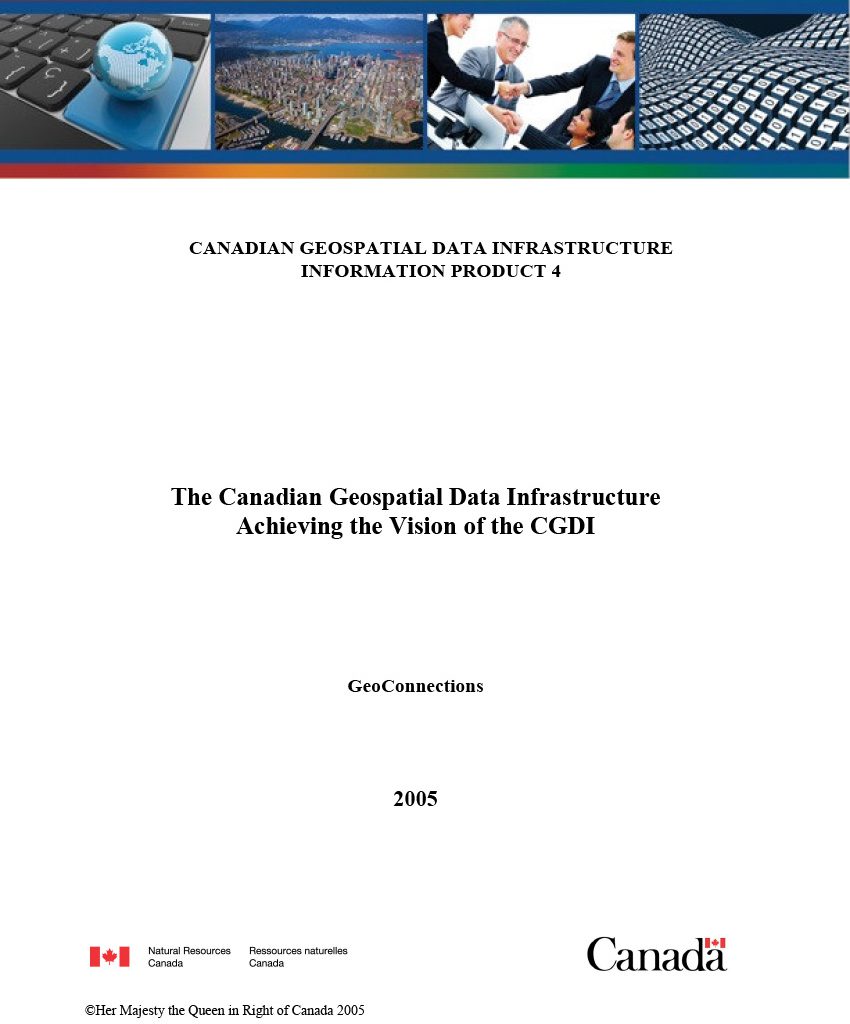 CANADIAN GEOSPATIAL DATA INFRASTRUCTURE
INFORMATION PRODUCT 4
The Canadian Geospatial Data Infrastructure
Achieving the Vision of the CGDI
GeoConnections
2005
Natural Resources Canada
Ressources naturelles Canada
Canada
©Her Majesty the Queen in Right of Canada 2005